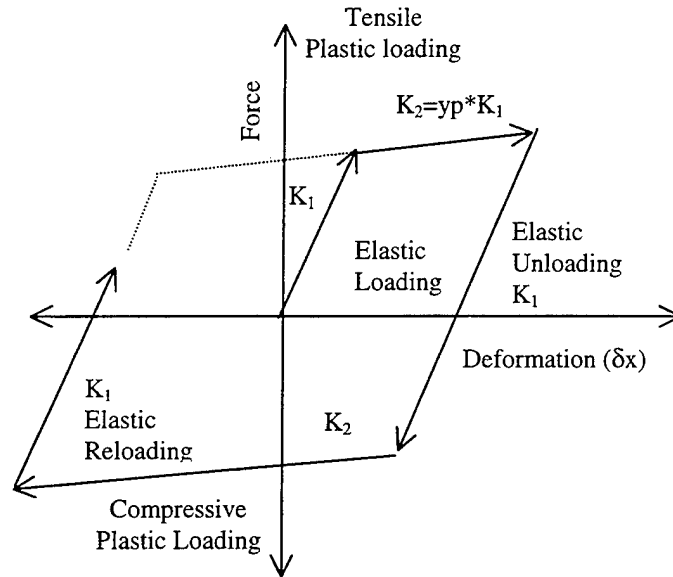 Tensile
Plastic loading
Force
K₂=yp*K₁
K₁
Elastic
Loading
Elastic
Unloading
K₁
Deformation (δx)
K₁
Elastic
Reloading
K₂
Compressive
Plastic Loading